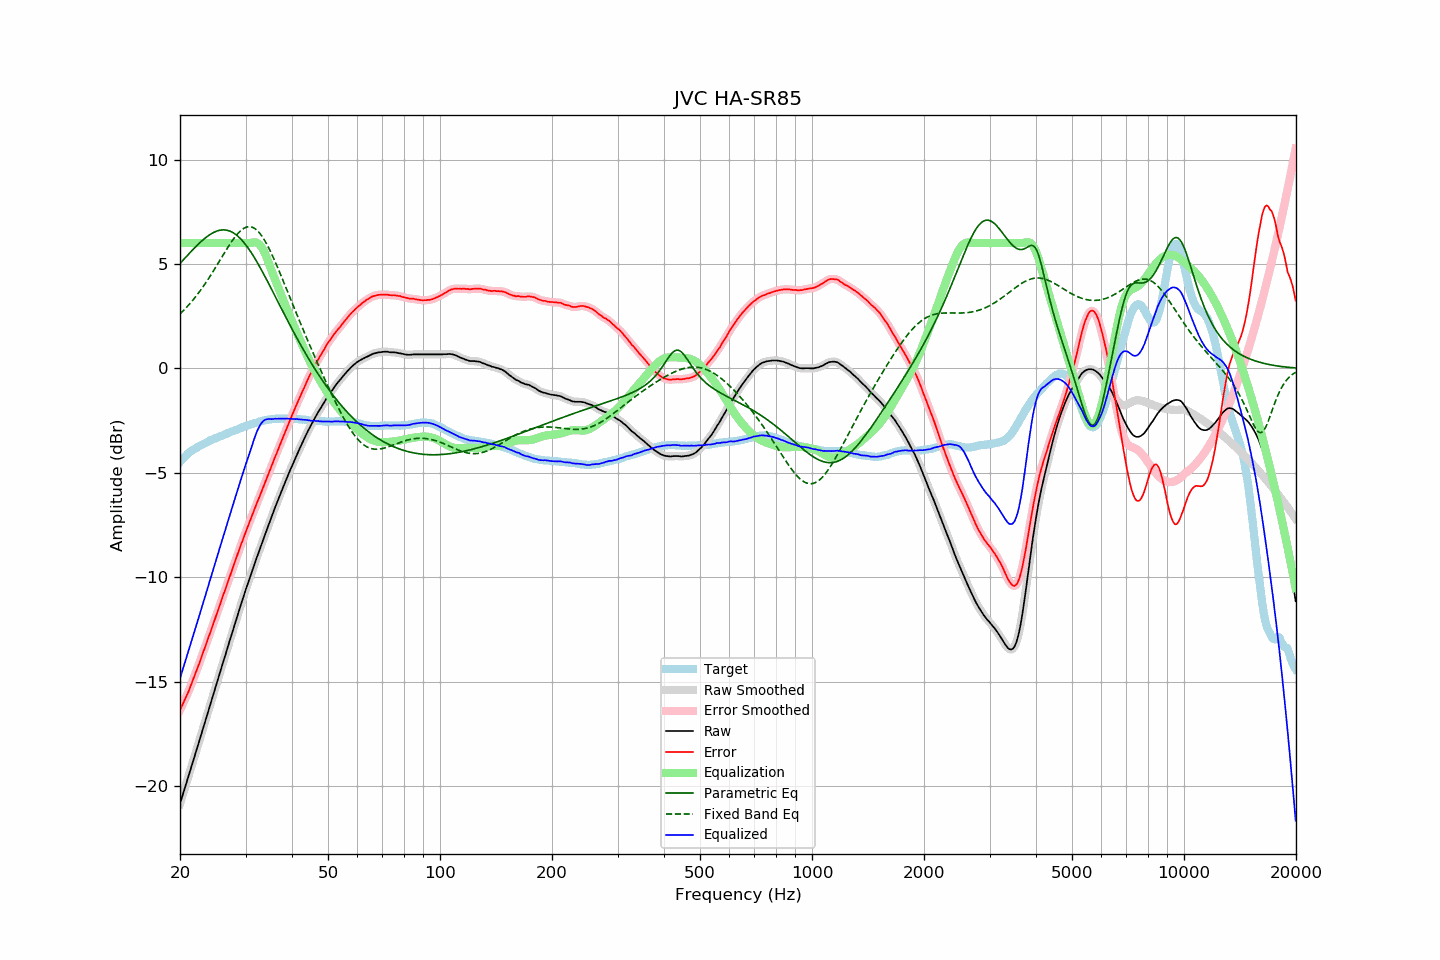 JVC HA-SR85
Amplitude (dBr)
10
5
0
−5
−10
−15
−20
Target
Raw Smoothed
Error Smoothed
Raw
Error
Equalization
Parametric Eq
Fixed Band Eq
Equalized
20 50 100 200 500 1000 2000 5000 10000 20000
Frequency (Hz)